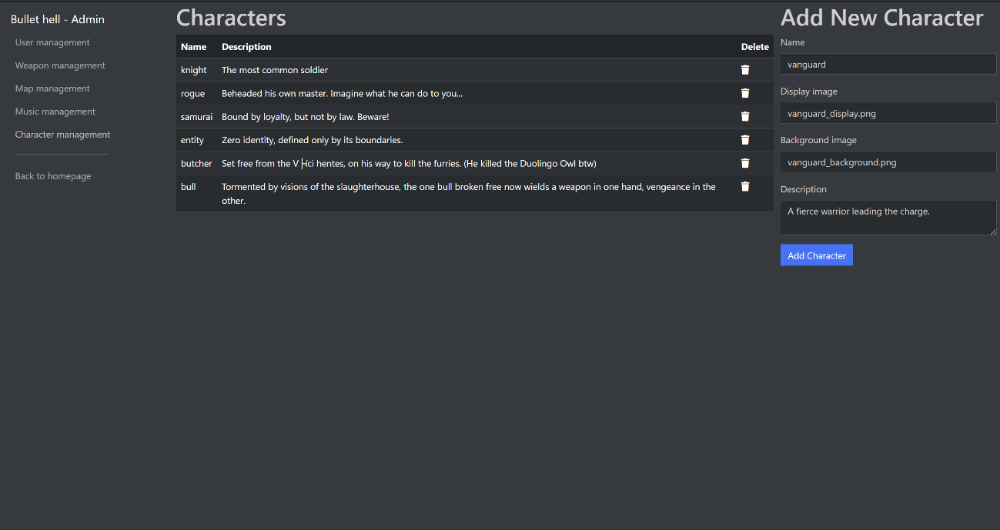 Bullet hell - Admin
User management
Weapon management
Map management
Music management
Character management
Back to homepage
Characters
Name Description Delete
knight The most common soldier
rogue Beheaded his own master. Imagine what he can do to you...
samurai Bound by loyalty, but not by law. Beware!
entity Zero identity, defined only by its boundaries.
butcher Set free from the V ├íci hentes, on his way to kill the furries. (He killed the Duolingo Owl btw)
bull Tormented by visions of the slaughterhouse, the one bull broken free now wields a weapon in one hand, vengeance in the
other.
Add New Character
Name
vanguard
Display image
vanguard_display.png
Background image
vanguard_background.png
Description
A fierce warrior leading the charge.
Add Character